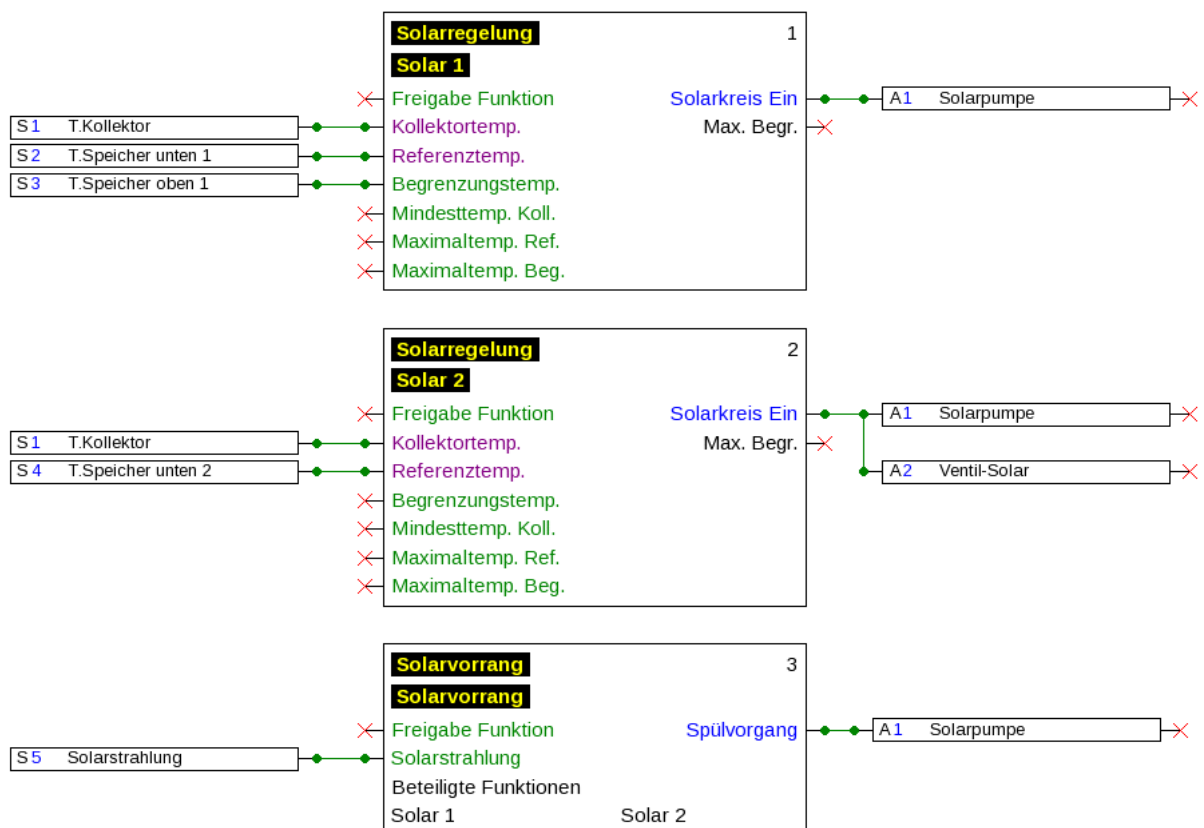 Solarregelung 1
Solar 1
Freigabe Funktion Solarkreis Ein A1 Solarpumpe
S1 T.Kollektor Kollektortemp. Max. Begr.
S2 T.Speicher unten 1 Referenztemp.
S3 T.Speicher oben 1 Begrenzungstemp.
Mindesttemp. Koll.
Maximaltemp. Ref.
Maximaltemp. Beg.
Solarregelung 2
Solar 2
Freigabe Funktion Solarkreis Ein A1 Solarpumpe
S1 T.Kollektor Kollektortemp. Max. Begr.
S4 T.Speicher unten 2 Referenztemp. A2 Ventil-Solar
Begrenzungstemp.
Mindesttemp. Koll.
Maximaltemp. Ref.
Maximaltemp. Beg.
Solarvorrang 3
Solarvorrang
Freigabe Funktion Spülvorgang A1 Solarpumpe
S5 Solarstrahlung Solarstrahlung
Beteiligte Funktionen
Solar 1 Solar 2